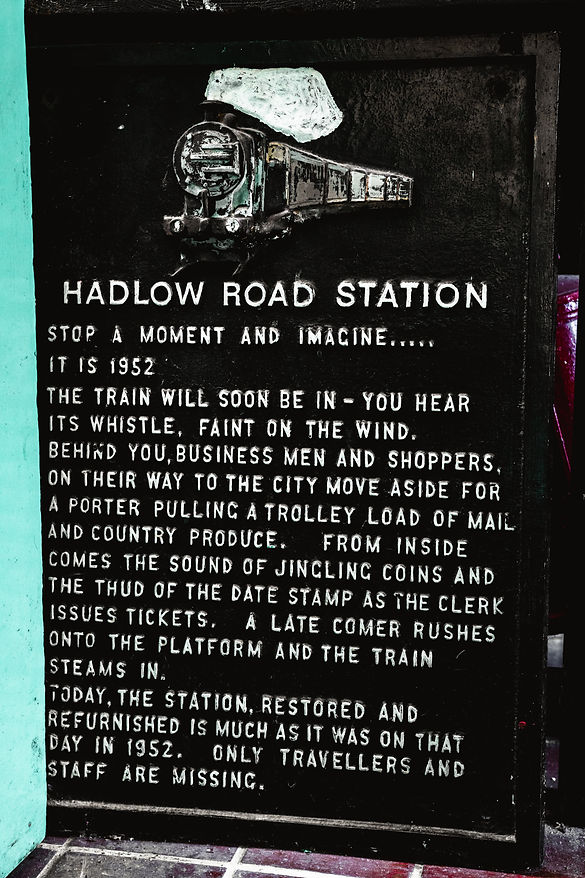 HADLOW ROAD STATION
STOP A MOMENT AND IMAGINE.....
IT IS 1952
THE TRAIN WILL SOON BE IN - YOU HEAR
ITS WHISTLE, FAINT ON THE WIND.
BEHIND YOU, BUSINESS MEN AND SHOPPERS,
ON THEIR WAY TO THE CITY MOVE ASIDE FOR
A PORTER PULLING A TROLLEY LOAD OF MAIL
AND COUNTRY PRODUCE. FROM INSIDE
COMES THE SOUND OF JINGLING COINS AND
THE THUD OF THE DATE STAMP AS THE CLERK
ISSUES TICKETS. A LATE COMER RUSHES
ONTO THE PLATFORM AND THE TRAIN
STEAMS IN.
TODAY, THE STATION, RESTORED AND
REFURNISHED IS MUCH AS IT WAS ON THAT
DAY IN 1952. ONLY TRAVELLERS AND
STAFF ARE MISSING.